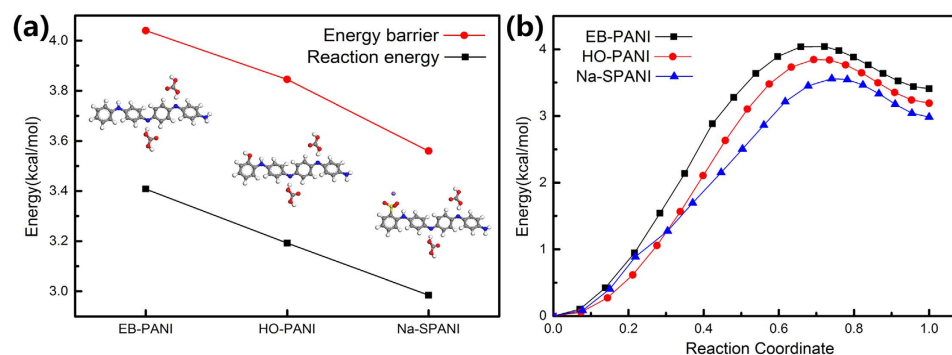 (a)
Energy(kcal/mol)
4.0
3.8
3.6
3.4
3.2
3.0
Energy barrier
Reaction energy
EB-PANI
HO-PANI
Na-SPANI
(b)
Energy(kcal/mol)
4
3
2
1
0
EB-PANI
HO-PANI
Na-SPANI
0.0
0.2
0.4
0.6
0.8
1.0
Reaction Coordinate